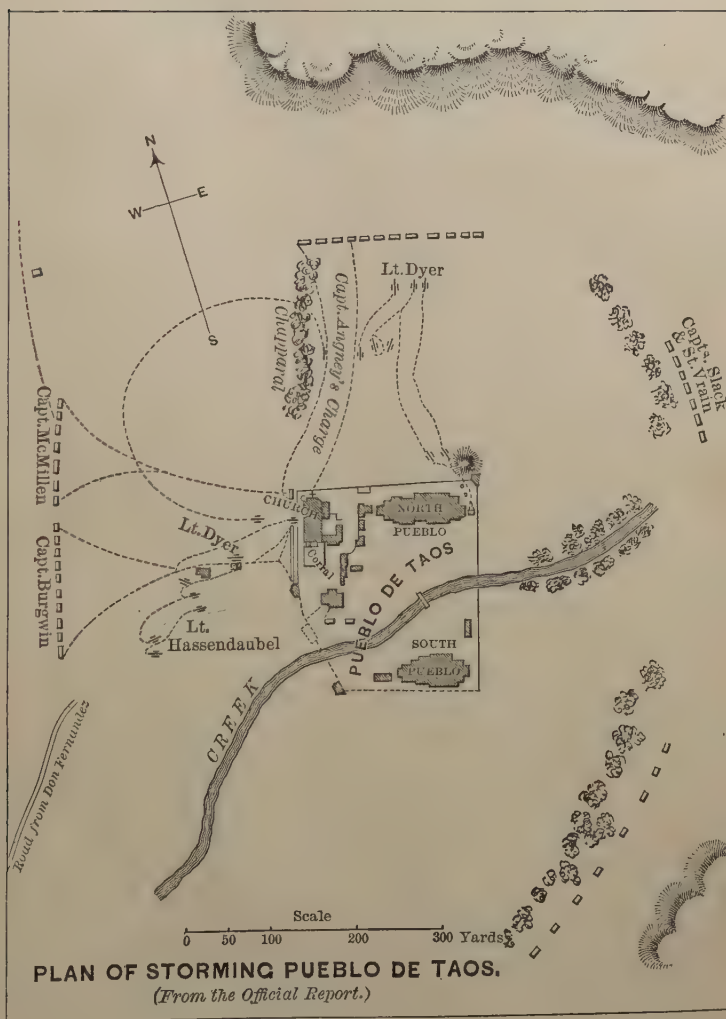 N
W E
S
Lt. Dyer
Capt. Angney's Charge
Chapparal
Capts. Slack
& St. Vrain
Capt. McMillen
CHURCH
NORTH
PUEBLO
Lt. Dyer
Corral
Capt. Burgwin
PUEBLO DE TAOS
Lt.
Hassendaubel
SOUTH
PUEBLO
CREEK
Road from Don Fernandez
Scale
0 50 100 200 300 Yards
PLAN OF STORMING PUEBLO DE TAOS.
(From the Official Report.)